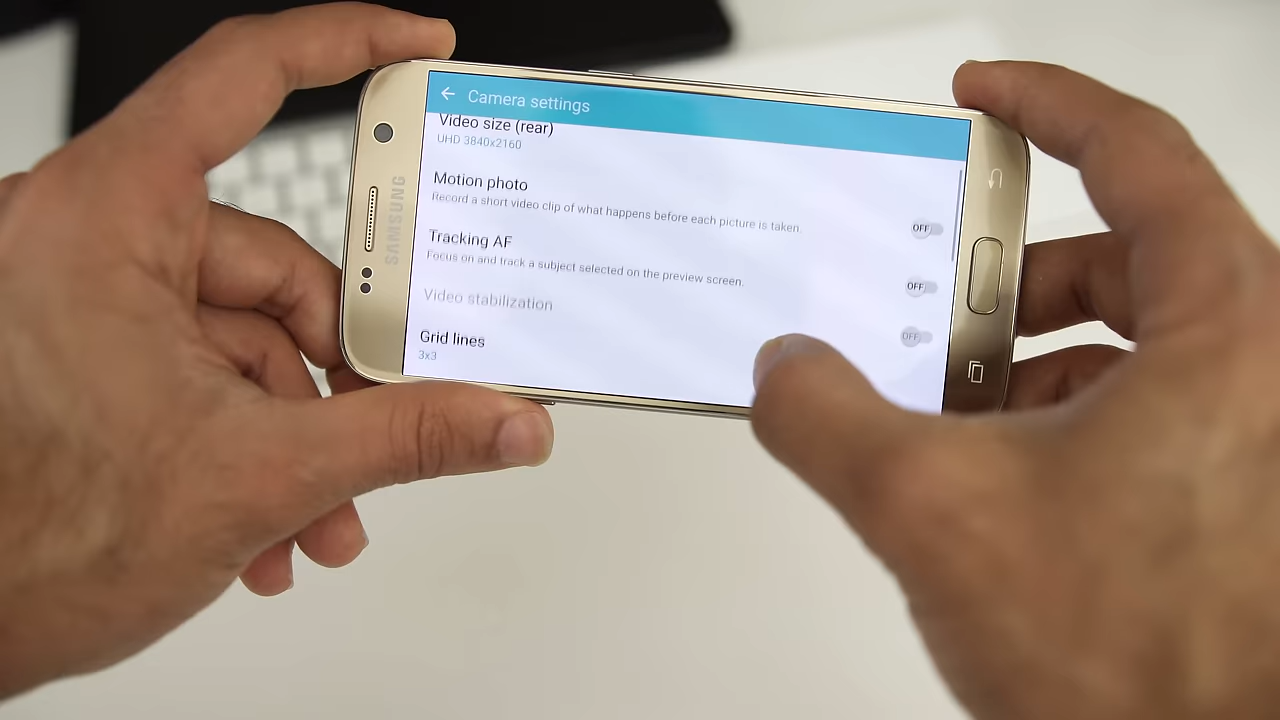 Camera settings
Video size (rear)
UHD 3840x2160
Motion photo
Record a short video clip of what happens before each picture is taken.
OFF
Tracking AF
Focus on and track a subject selected on the preview screen.
OFF
Video stabilization
OFF
Grid lines
3x3
SAMSUNG